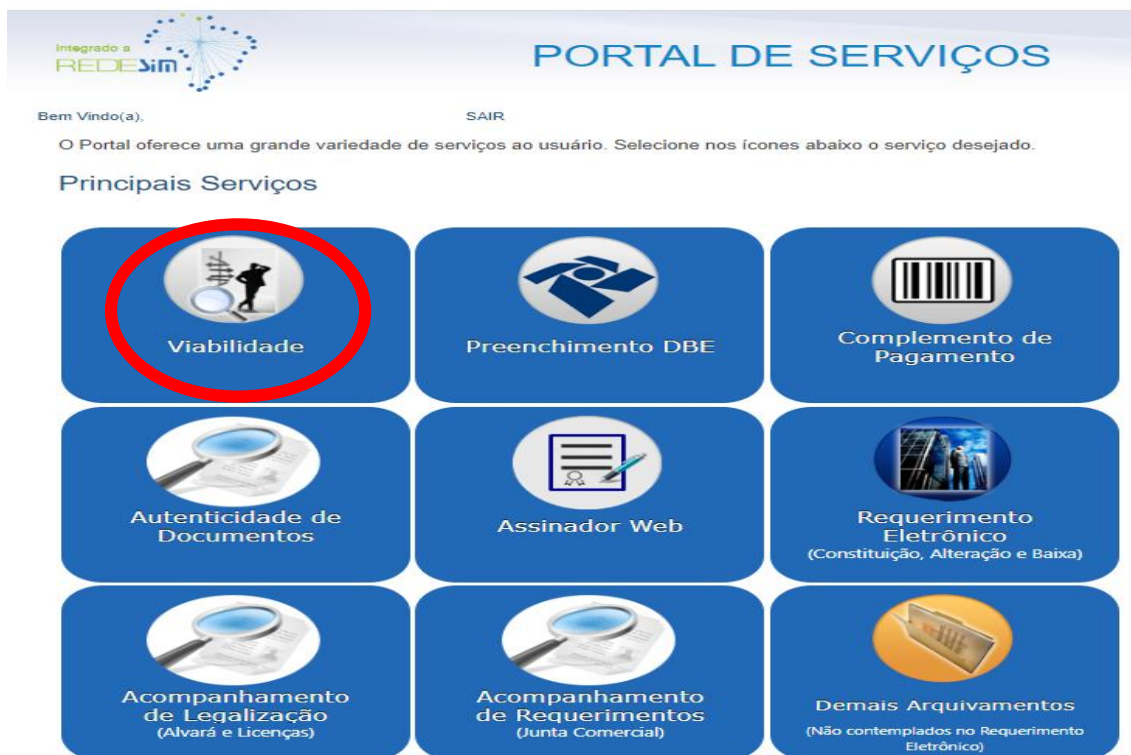 Integrado a
REDESim
PORTAL DE SERVIÇOS
Bem Vindo(a),
SAIR
O Portal oferece uma grande variedade de serviços ao usuário. Selecione nos ícones abaixo o serviço desejado.
Principais Serviços
Viabilidade
Preenchimento DBE
Complemento de
Pagamento
Autenticidade de
Documentos
Assinador Web
Requerimento
Eletrônico
(Constituição, Alteração e Baixa)
Acompanhamento
de Legalização
(Alvará e Licenças)
Acompanhamento
de Requerimentos
(Junta Comercial)
Demais Arquivamentos
(Não contemplados no Requerimento
Eletrônico)